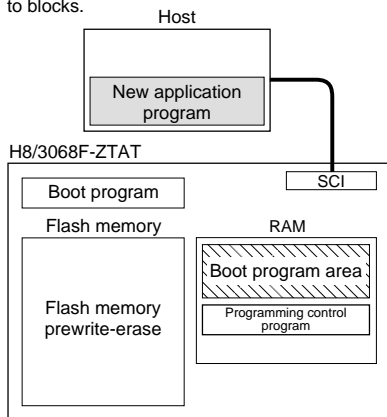 to blocks.
Host
New application
program
H8/3068F-ZTAT
SCI
Boot program
Flash memory
RAM
Boot program area
Flash memory
prewrite-erase
Programming control
program